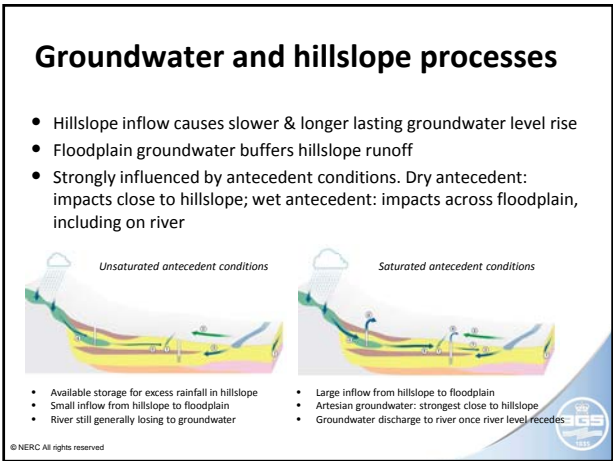 Groundwater and hillslope processes
• Hillslope inflow causes slower & longer lasting groundwater level rise
• Floodplain groundwater buffers hillslope runoff
• Strongly influenced by antecedent conditions. Dry antecedent:
impacts close to hillslope; wet antecedent: impacts across floodplain,
including on river
Unsaturated antecedent conditions
Saturated antecedent conditions
• Available storage for excess rainfall in hillslope
• Small inflow from hillslope to floodplain
• River still generally losing to groundwater
• Large inflow from hillslope to floodplain
• Artesian groundwater: strongest close to hillslope
• Groundwater discharge to river once river level recedes
© NERC All rights reserved
BGS